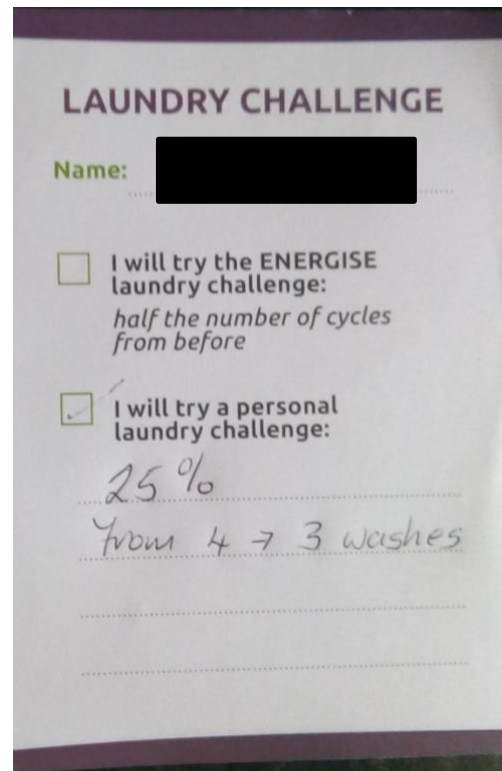 LAUNDRY CHALLENGE
Name:
I will try the ENERGISE
laundry challenge:
half the number of cycles
from before
I will try a personal
laundry challenge:
25%
from 4 → 3 washes